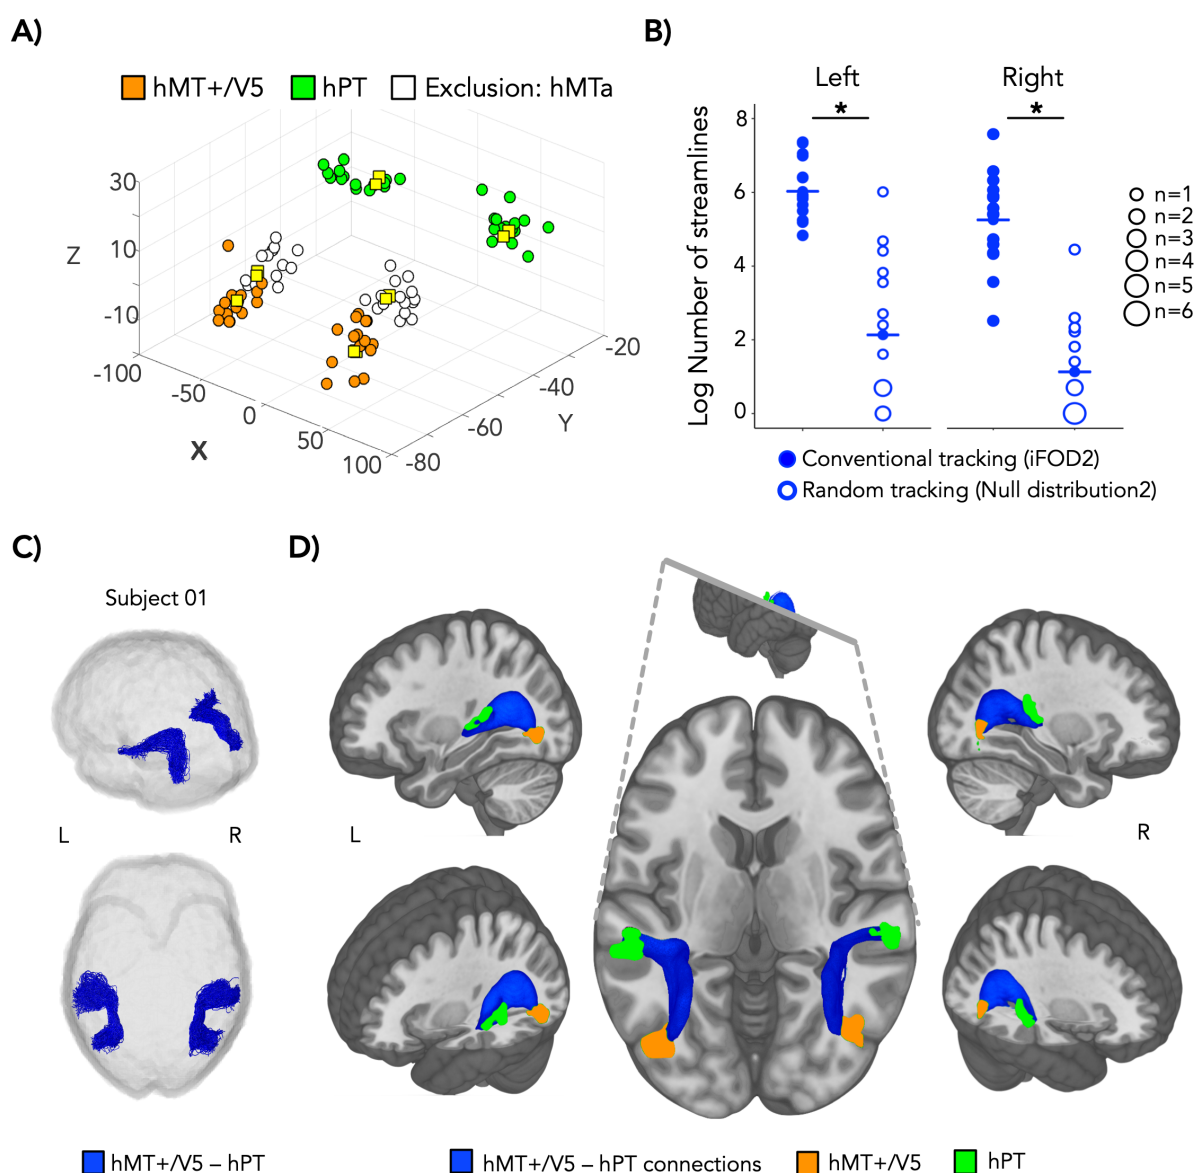 A)
hMT+/V5 hPT Exclusion: hMTa
30
10
-10
Z
-100
-50
0
50
100
X
-80
-60
-40
-20
Y
B)
Left Right
* *
Log Number of streamlines
8
6
4
2
0
n=1
n=2
n=3
n=4
n=5
n=6
Conventional tracking (iFOD2)
Random tracking (Null distribution2)
C)
Subject 01
L R
hMT+/V5 – hPT
D)
L R
hMT+/V5 – hPT connections hMT+/V5 hPT